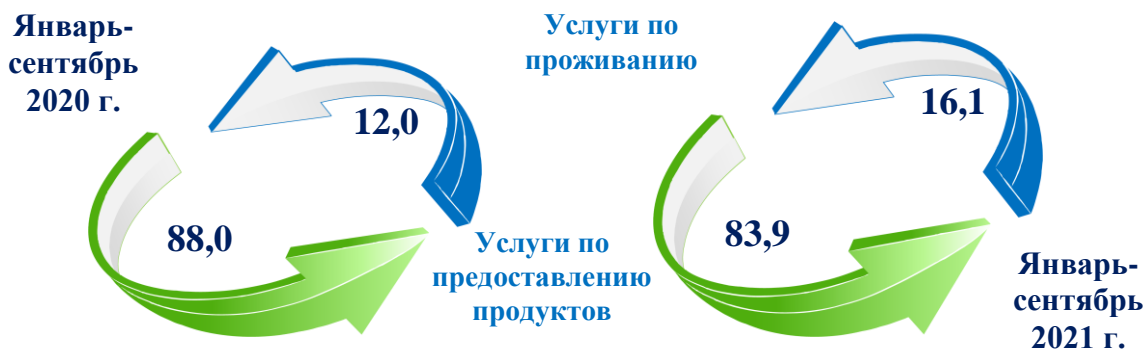 Январь-
сентябрь
2020 г.
Услуги по
проживанию
12,0
16,1
88,0
83,9
Услуги по
предоставлению
продуктов
Январь-
сентябрь
2021 г.